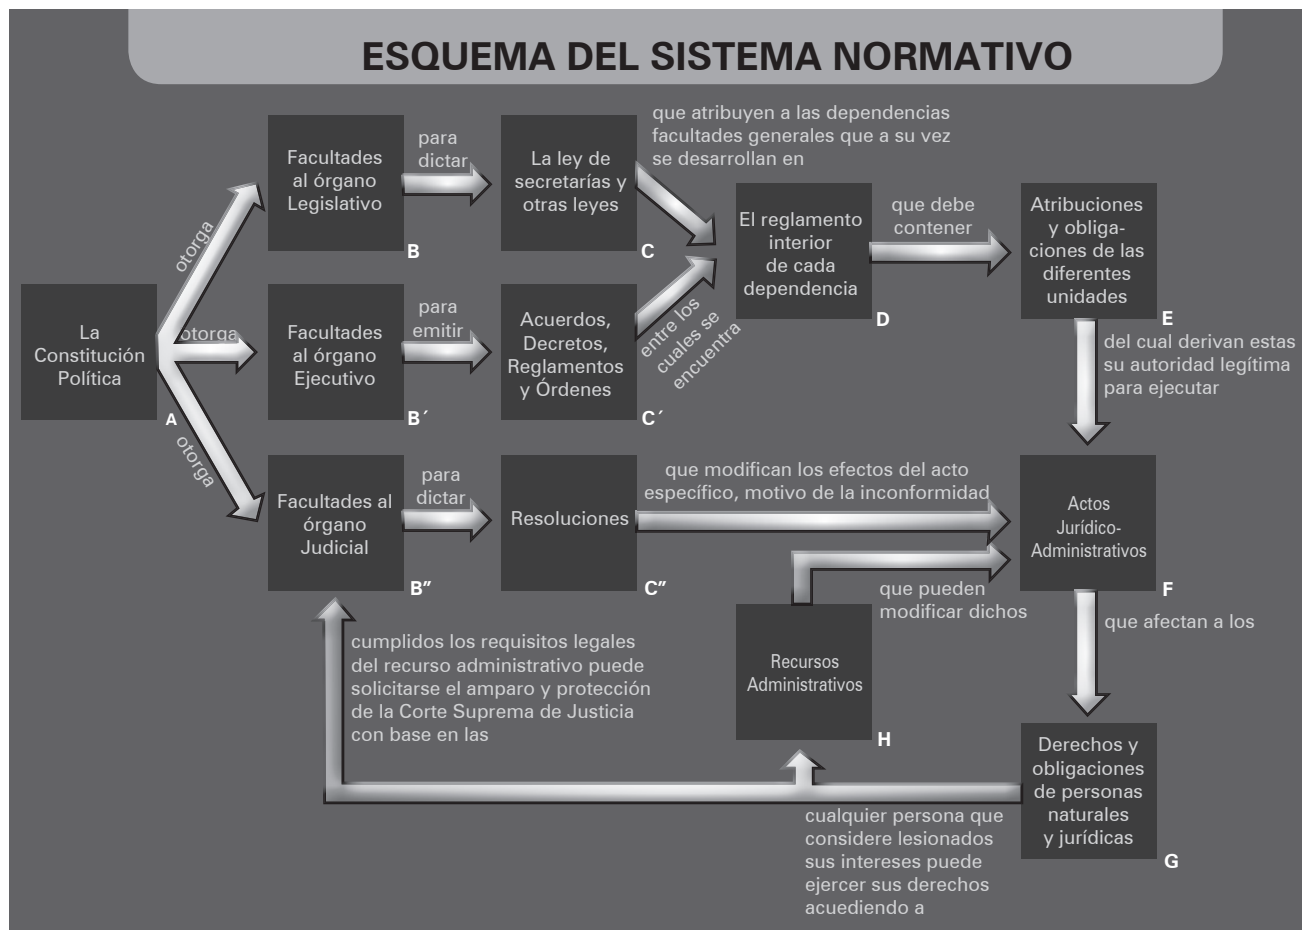 ESQUEMA DEL SISTEMA NORMATIVO
La
Constitución
Política
A
otorga
otorga
otorga
Facultades
al órgano
Legislativo
B
para
dictar
La ley de
secretarías y
otras leyes
C
que atribuyen a las dependencias
facultades generales que a su vez
se desarrollan en
Facultades
al órgano
Ejecutivo
B´
para
emitir
Acuerdos,
Decretos,
Reglamentos
y Órdenes
C´
entre los
cuales se
encuentra
El reglamento
interior
de cada
dependencia
D
que debe
contener
Atribuciones
y obliga-
ciones de las
diferentes
unidades
E
del cual derivan estas
su autoridad legítima
para ejecutar
Facultades al
órgano
Judicial
B”
para
dictar
Resoluciones
C”
que modifican los efectos del acto
específico, motivo de la inconformidad
Actos
Jurídico-
Administrativos
F
que pueden
modificar dichos
que afectan a los
Recursos
Administrativos
H
cumplidos los requisitos legales
del recurso administrativo puede
solicitarse el amparo y protección
de la Corte Suprema de Justicia
con base en las
Derechos y
obligaciones
de personas
naturales
y jurídicas
G
cualquier persona que
considere lesionados
sus intereses puede
ejercer sus derechos
acuediendo a